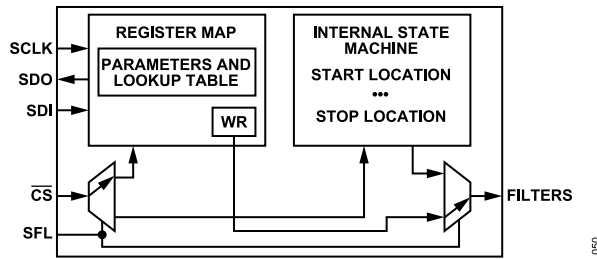 REGISTER MAP
PARAMETERS AND
LOOKUP TABLE
WR
INTERNAL STATE
MACHINE
START LOCATION
•••
STOP LOCATION
SCLK
SDO
SDI
CS
SFL
FILTERS
050